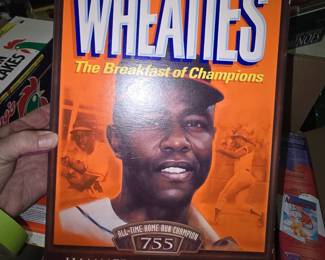 WHEATIES
The Breakfast of Champions
ALL-TIME-HOME-RUN CHAMPION
755